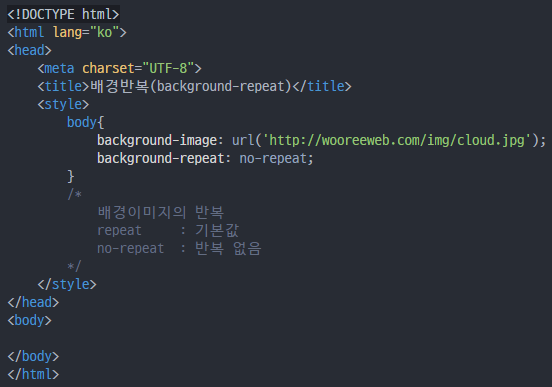 <!DOCTYPE html>
<html lang="ko">
<head>
    <meta charset="UTF-8">
    <title>배경반복(background-repeat)</title>
    <style>
        body{
            background-image: url('http://wooreeweb.com/img/cloud.jpg');
            background-repeat: no-repeat;
        }
        /*
            배경이미지의 반복
            repeat     : 기본값
            no-repeat  : 반복 없음
        */
    </style>
</head>
<body>

</body>
</html>